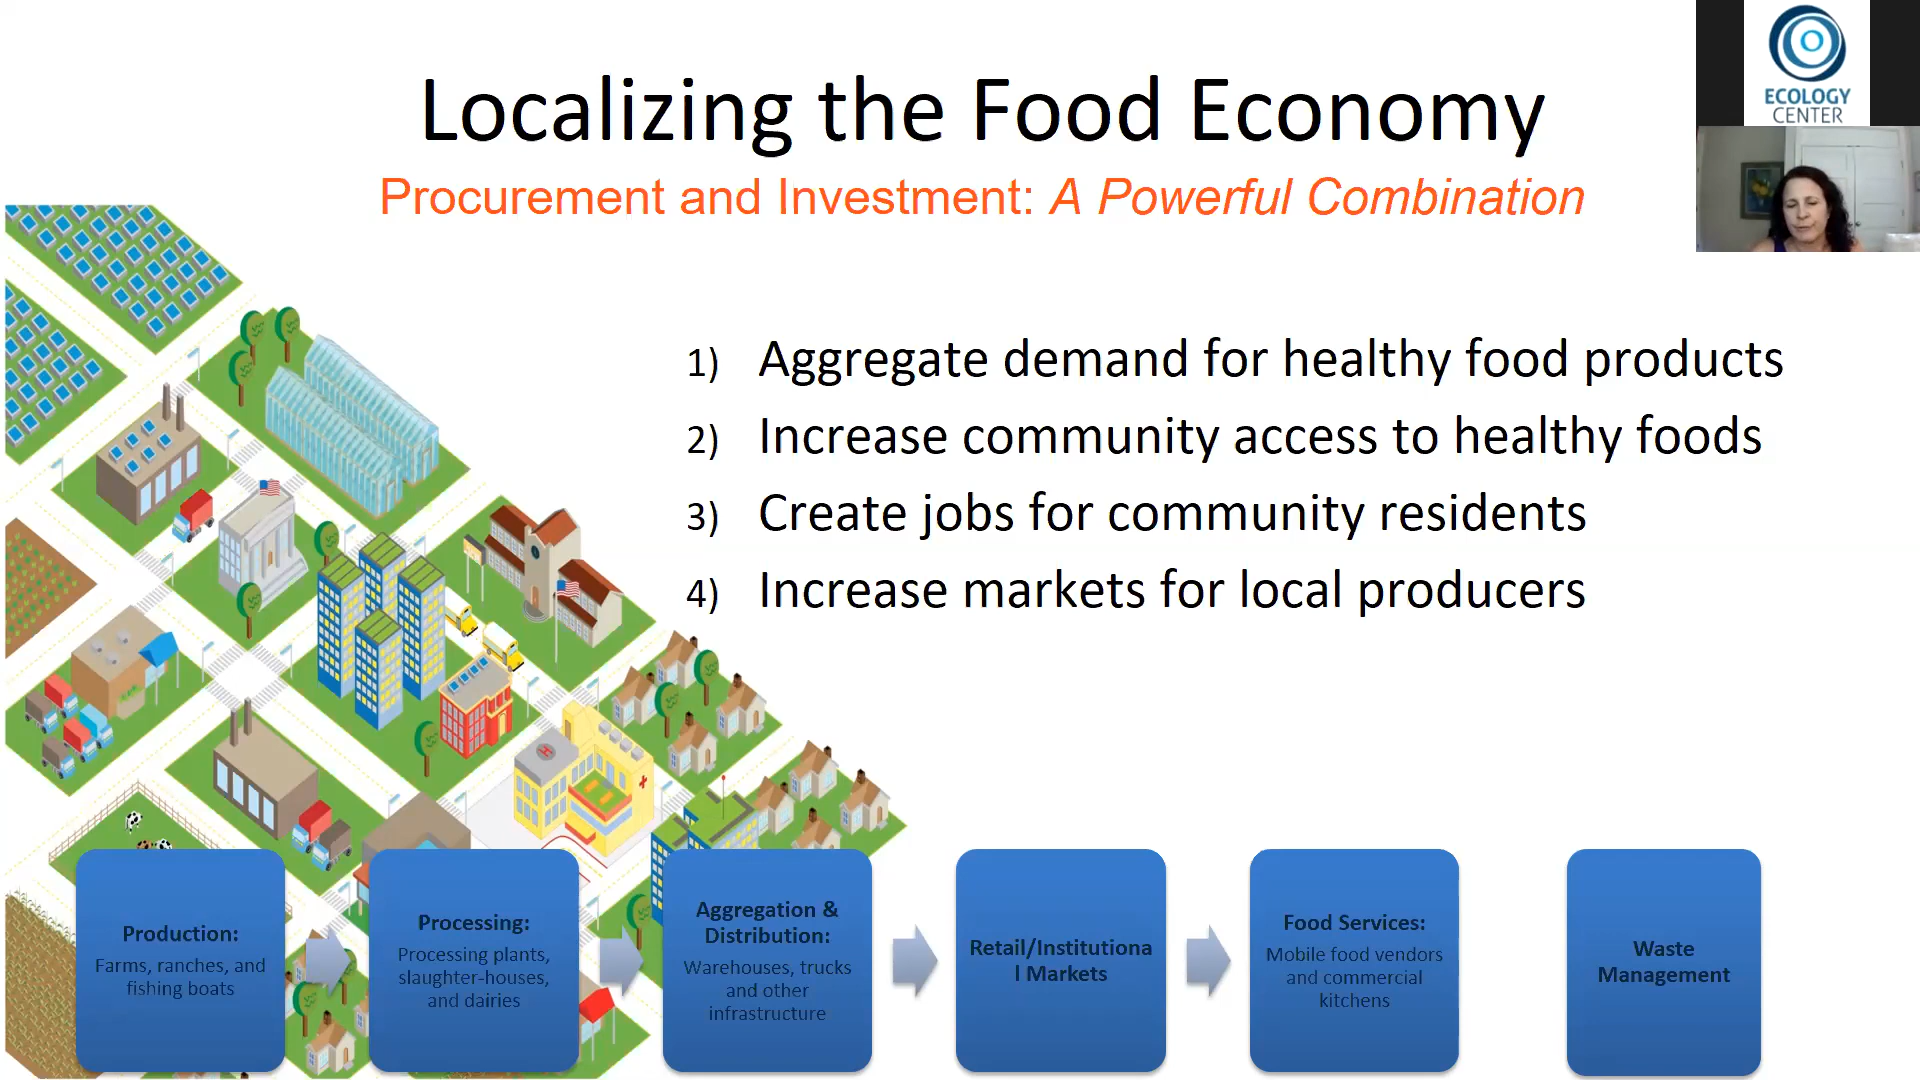 Localizing the Food Economy
Procurement and Investment: A Powerful Combination
ECOLOGY
CENTER
1) Aggregate demand for healthy food products
2) Increase community access to healthy foods
3) Create jobs for community residents
4) Increase markets for local producers
Production:
Farms, ranches, and
fishing boats
Processing:
Processing plants,
slaughter-houses,
and dairies
Aggregation &
Distribution:
Warehouses, trucks
and other
infrastructure
Retail/Institutiona
l Markets
Food Services:
Mobile food vendors
and commercial
kitchens
Waste
Management
H